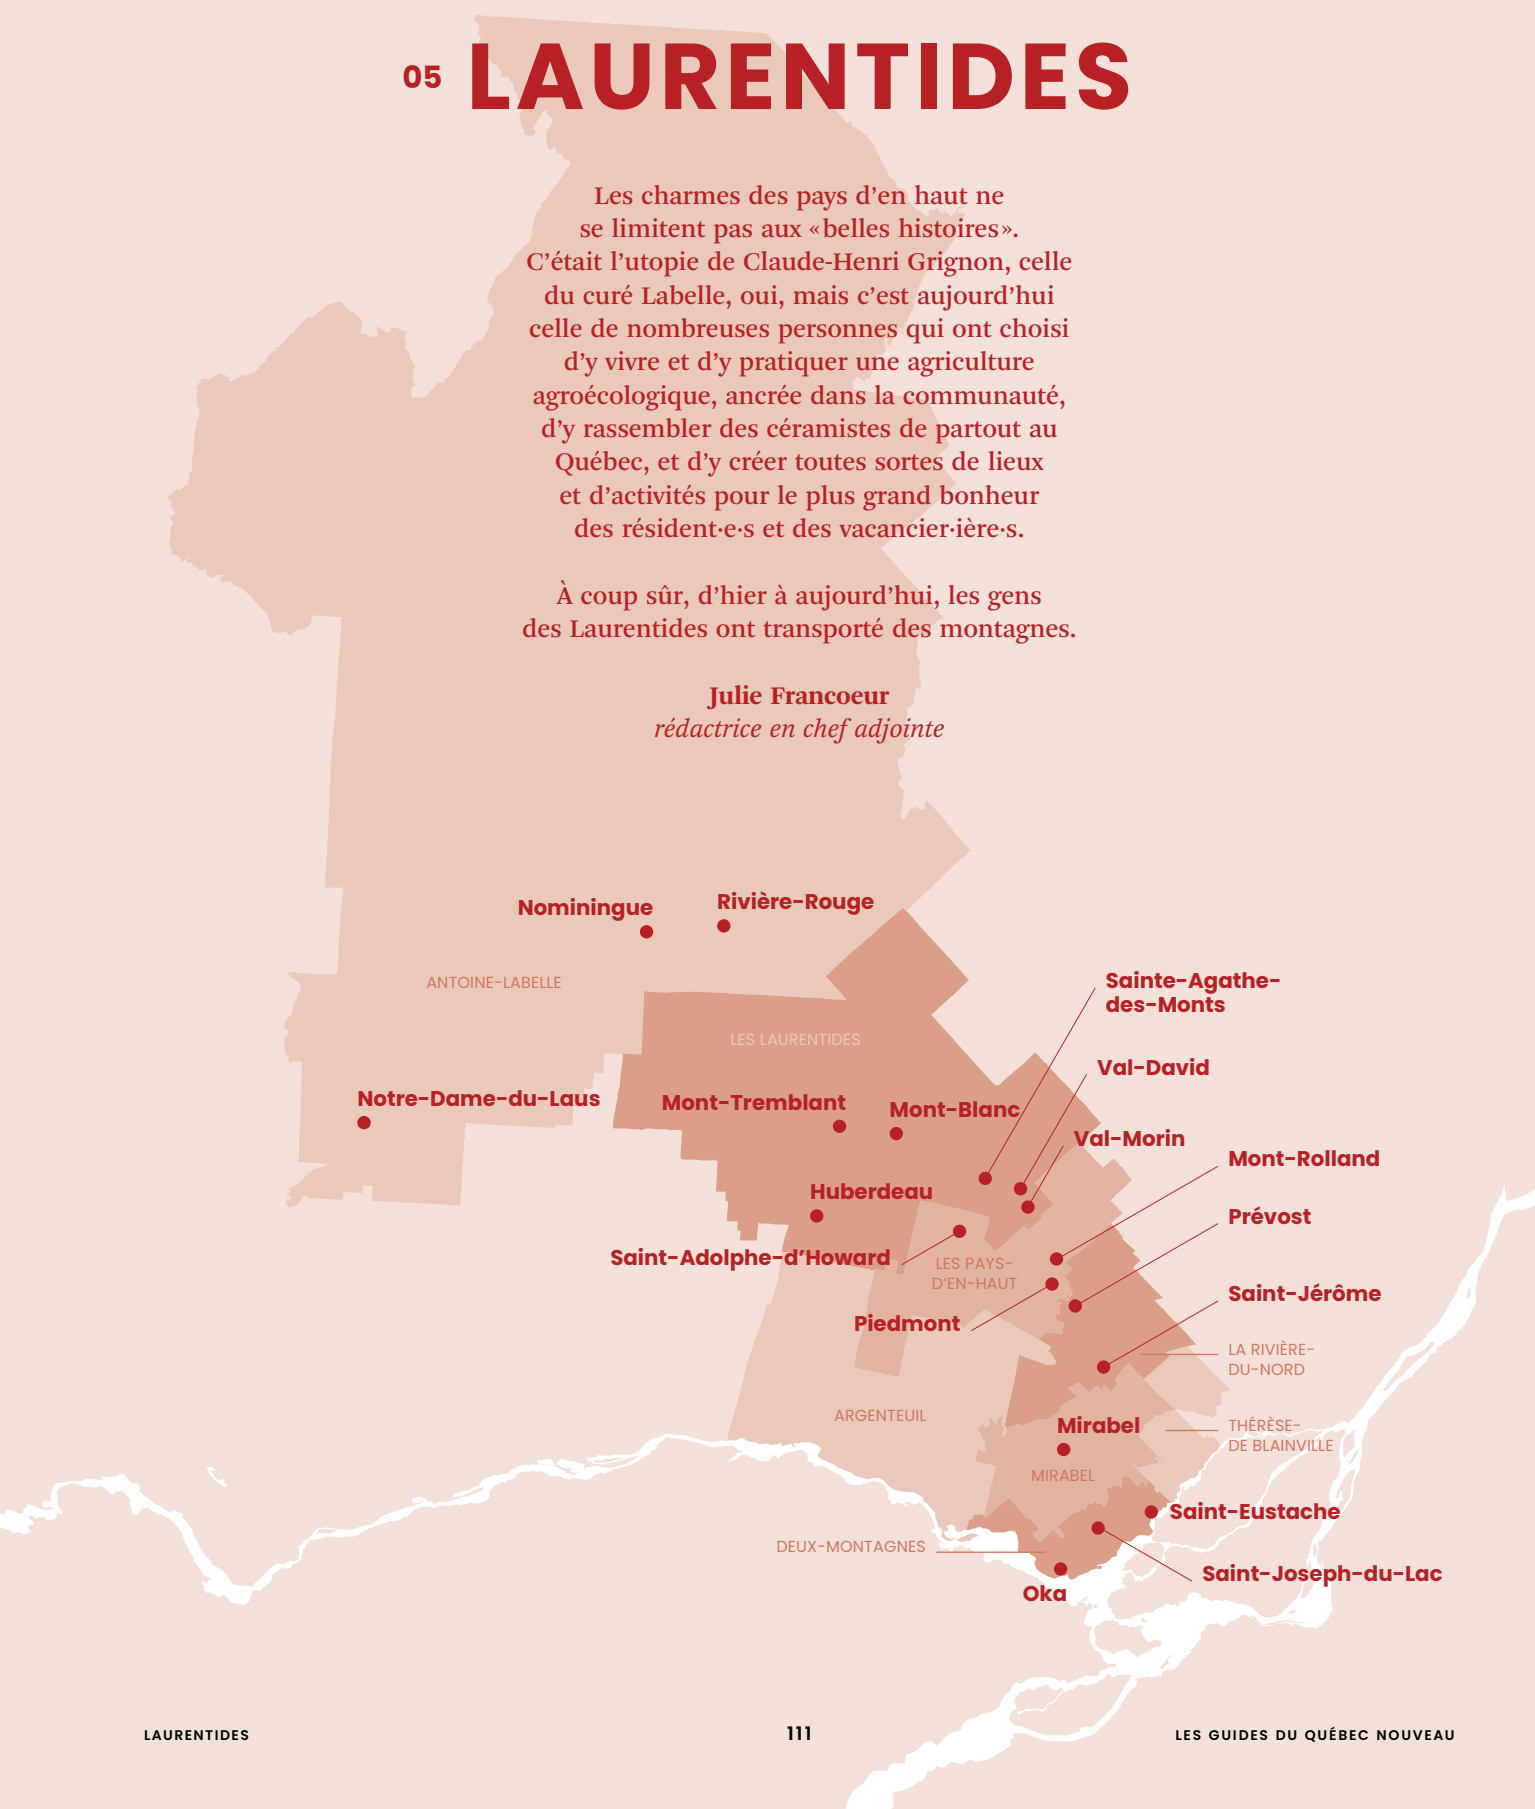 05 LAURENTIDES
Les charmes des pays d’en haut ne
se limitent pas aux «belles histoires».
C’était l’utopie de Claude-Henri Grignon, celle
du curé Labelle, oui, mais c’est aujourd’hui
celle de nombreuses personnes qui ont choisi
d’y vivre et d’y pratiquer une agriculture
agroécologique, ancrée dans la communauté,
d’y rassembler des céramistes de partout au
Québec, et d’y créer toutes sortes de lieux
et d’activités pour le plus grand bonheur
des résident·e·s et des vacancier·ière·s.
À coup sûr, d’hier à aujourd’hui, les gens
des Laurentides ont transporté des montagnes.
Julie Francoeur
rédactrice en chef adjointe
Nominingue
Rivière-Rouge
ANTOINE-LABELLE
Sainte-Agathe-
des-Monts
LES LAURENTIDES
Val-David
Notre-Dame-du-Laus
Mont-Tremblant
Mont-Blanc
Val-Morin
Mont-Rolland
Huberdeau
Prévost
Saint-Adolphe-d’Howard
LES PAYS-
D’EN-HAUT
Saint-Jérôme
Piedmont
LA RIVIÈRE-
DU-NORD
ARGENTEUIL
Mirabel
THÉRÈSE-
DE BLAINVILLE
MIRABEL
Saint-Eustache
DEUX-MONTAGNES
Saint-Joseph-du-Lac
Oka
LAURENTIDES
111
LES GUIDES DU QUÉBEC NOUVEAU